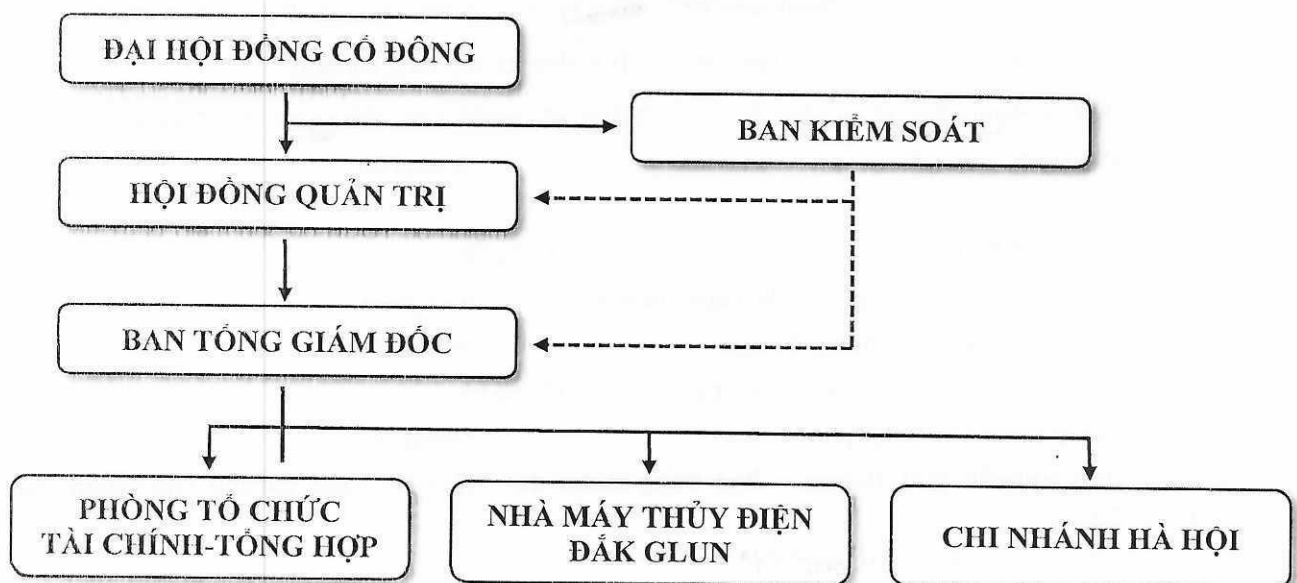 ĐẠI HỘI ĐỒNG CỔ ĐÔNG
BAN KIỂM SOÁT
HỘI ĐỒNG QUẢN TRỊ
BAN TỔNG GIÁM ĐỐC
PHÒNG TỔ CHỨC
TÀI CHÍNH-TỔNG HỢP
NHÀ MÁY THỦY ĐIỆN
ĐẮK GLUN
CHI NHÁNH HÀ HỘI